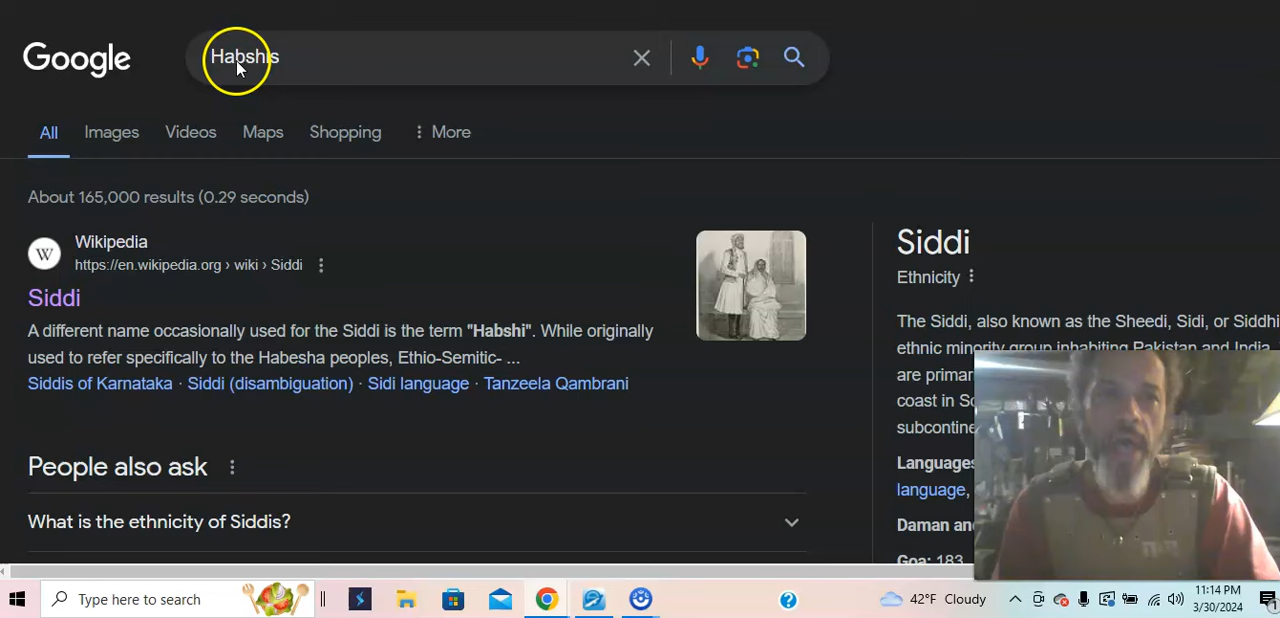 Google
Habshis
All Images Videos Maps Shopping More
About 165,000 results (0.29 seconds)
W
Wikipedia
https://en.wikipedia.org › wiki › Siddi
Siddi
A different name occasionally used for the Siddi is the term "Habshi". While originally
used to refer specifically to the Habesha peoples, Ethio-Semitic- ...
Siddis of Karnataka · Siddi (disambiguation) · Sidi language · Tanzeela Qambrani
People also ask
What is the ethnicity of Siddis?
Siddi
Ethnicity
The Siddi, also known as the Sheedi, Sidi, or Siddhi
ethnic minority group inhabiting Pakistan and India.
are primar
coast in So
subcontine
Languages
language,
Daman an
Goa: 183
Type here to search
42°F Cloudy
11:14 PM
3/30/2024